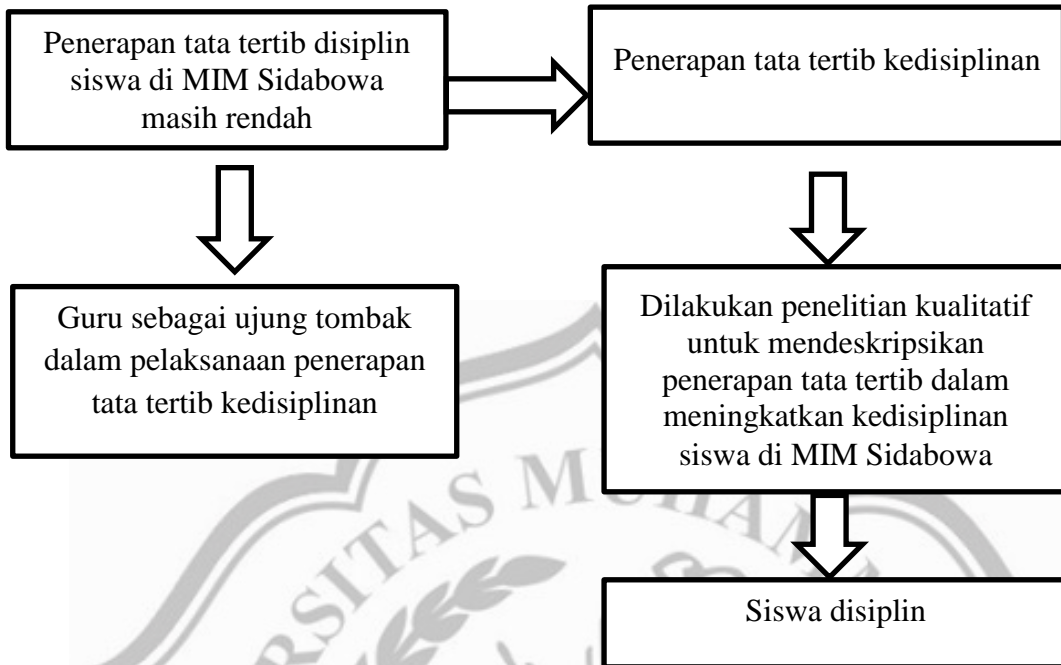 Penerapan tata tertib disiplin
siswa di MIM Sidabowa
masih rendah
Penerapan tata tertib kedisiplinan
Guru sebagai ujung tombak
dalam pelaksanaan penerapan
tata tertib kedisiplinan
Dilakukan penelitian kualitatif
untuk mendeskripsikan
penerapan tata tertib dalam
meningkatkan kedisiplinan
siswa di MIM Sidabowa
Siswa disiplin